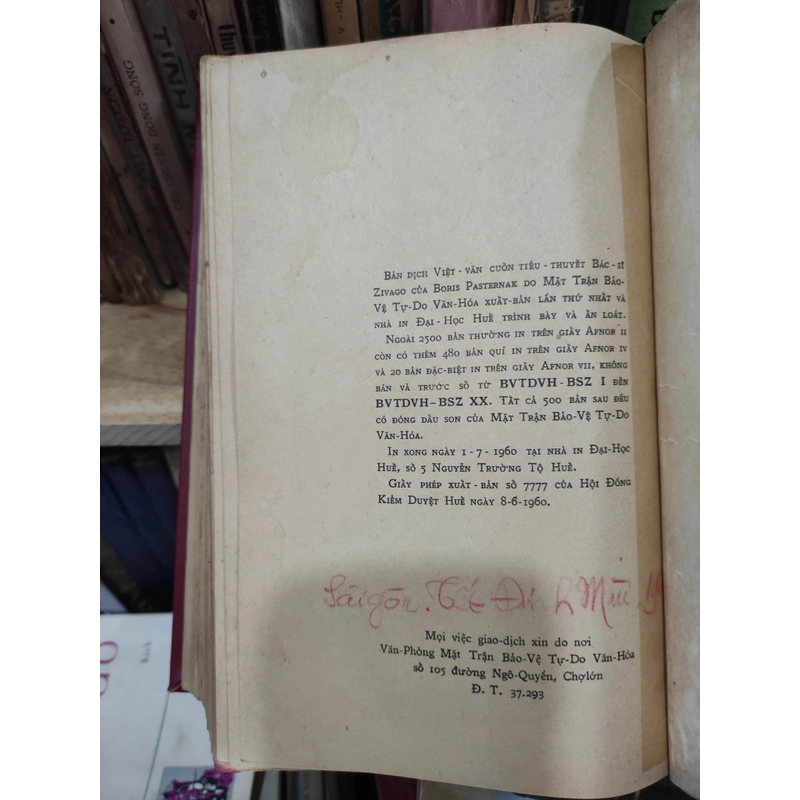 CÂU CHUYỆN DÒNG SÔNG
BẢN DỊCH VIỆT-VĂN CUỐN TIỂU-THUYẾT BÁC-SĨ
ZIVAGO CỦA BORIS PASTERNAK DO MẶT TRẬN BẢO-
VỆ TỰ-DO VĂN-HÓA XUẤT-BẢN LẦN THỨ NHẤT VÀ
NHÀ IN ĐẠI-HỌC HUẾ TRÌNH BÀY VÀ ẤN LOÁT.
NGOÀI 2500 BẢN THƯỜNG IN TRÊN GIẤY AFNOR II
CÒN CÓ THÊM 480 BẢN QUÍ IN TRÊN GIẤY AFNOR IV
VÀ 20 BẢN ĐẶC-BIỆT IN TRÊN GIẤY AFNOR VII, KHÔNG
BÁN VÀ TRƯỚC SỐ TỪ BVTDVH-BSZ I ĐẾN
BVTDVH-BSZ XX. TẤT CẢ 500 BẢN SAU ĐỀU
CÓ ĐÓNG DẤU SON CỦA MẶT TRẬN BẢO-VỆ TỰ-DO
VĂN-HÓA.
IN XONG NGÀY 1-7-1960 TẠI NHÀ IN ĐẠI-HỌC
HUẾ, SỐ 5 NGUYỄN TRƯỜNG TỘ HUẾ.
GIẤY PHÉP XUẤT-BẢN SỐ 7777 CỦA HỘI ĐỒNG
KIỂM DUYỆT HUẾ NGÀY 8-6-1960.
Sàigòn. Tết Đinh Mùi.
Mọi việc giao-dịch xin do nơi
Văn-Phòng Mặt Trận Bảo-Vệ Tự-Do Văn-Hóa
số 105 đường Ngô-Quyền, Chợlớn
Đ. T. 37.293